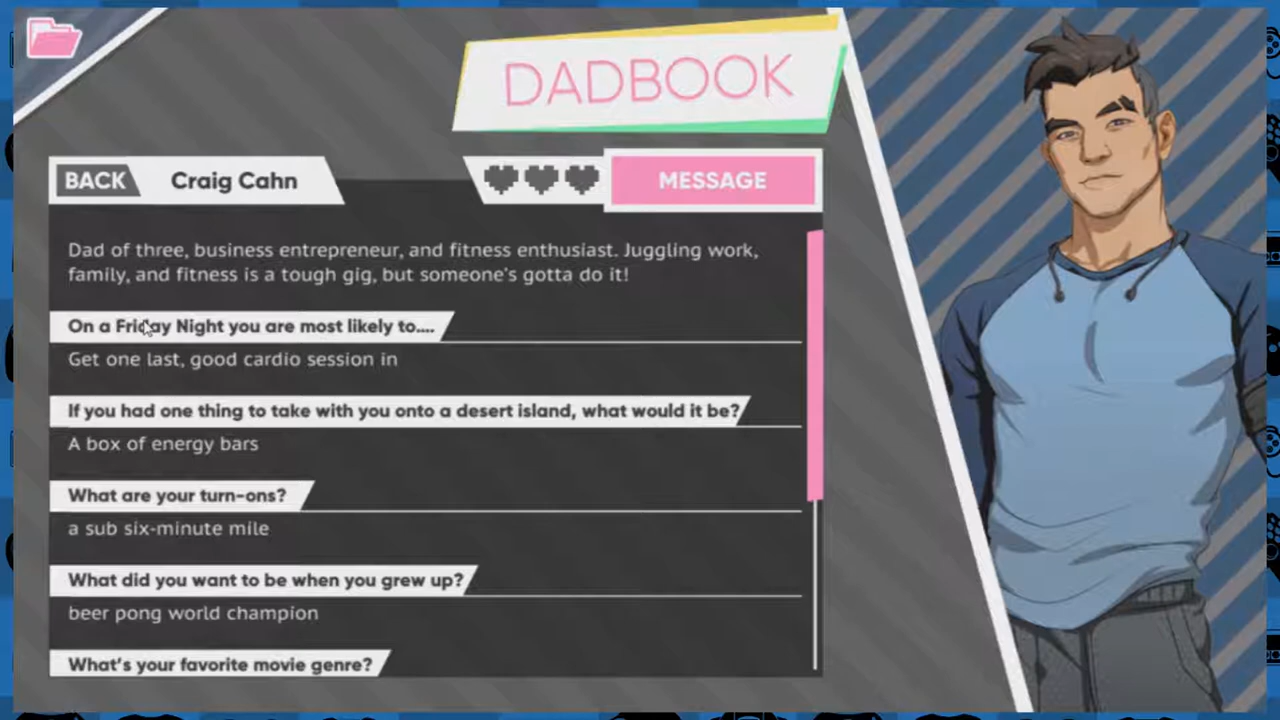 DADBOOK
BACK Craig Cahn MESSAGE
Dad of three, business entrepreneur, and fitness enthusiast. Juggling work,
family, and fitness is a tough gig, but someone's gotta do it!
On a Friday Night you are most likely to....
Get one last, good cardio session in
If you had one thing to take with you onto a desert island, what would it be?
A box of energy bars
What are your turn-ons?
a sub six-minute mile
What did you want to be when you grew up?
beer pong world champion
What's your favorite movie genre?